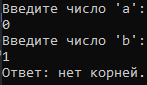 Введите число 'a':
0
Введите число 'b':
1
Ответ: нет корней.